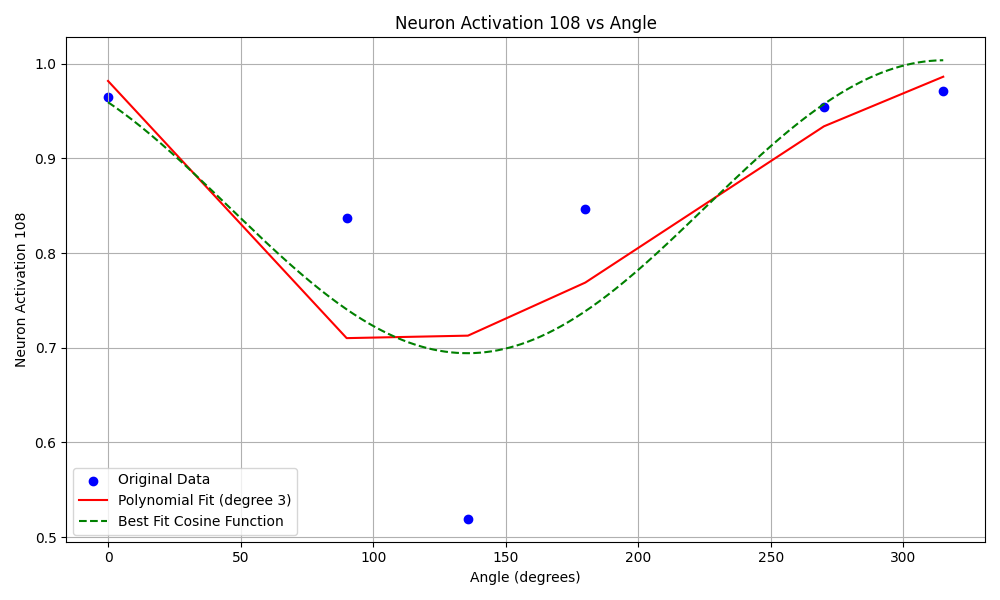 Neuron Activation 108 vs Angle
Neuron Activation 108
1.0
0.9
0.8
0.7
0.6
0.5
Original Data
Polynomial Fit (degree 3)
Best Fit Cosine Function
0 50 100 150 200 250 300
Angle (degrees)